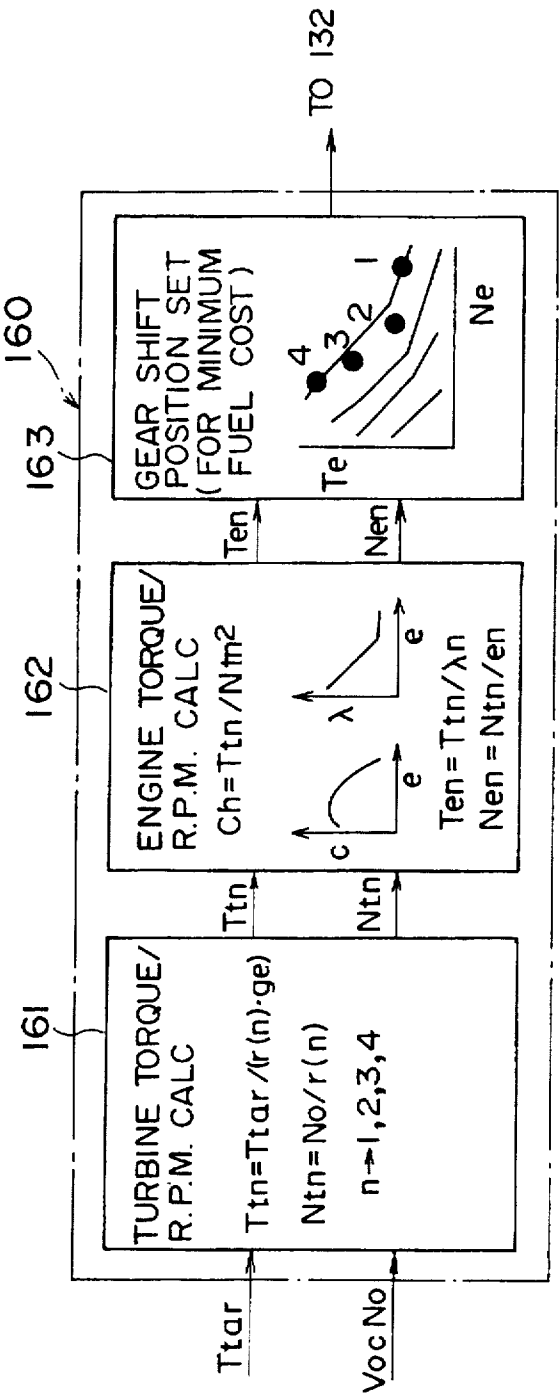 160
161
TURBINE TORQUE/
R.P.M. CALC
Ttn=Ttar/(r(n)·ge)
Ntn=No/r(n)
n→1,2,3,4
Ttar
VocNo
Ttn
Ntn
162
ENGINE TORQUE/
R.P.M. CALC
Ch=Ttn/Ntm²
c
e
λ
e
Ten=Ttn/λn
Nen=Ntn/en
Ten
Nen
163
GEAR SHIFT
POSITION SET
(FOR MINIMUM
FUEL COST)
Te
4
3
2
1
Ne
TO 132